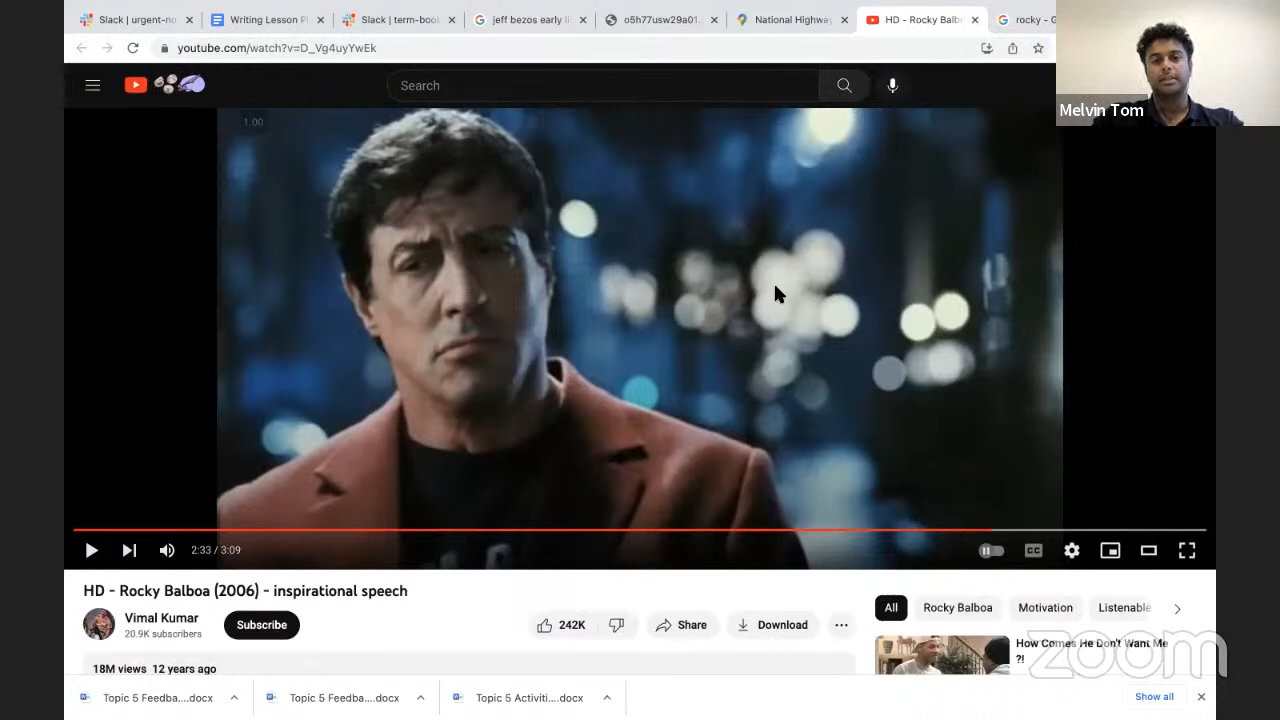 Slack | urgent-no
Writing Lesson Pl
Slack | term-boo
jeff bezos early li
o5h77usw29a01.
National Highway
HD - Rocky Balb
rocky - G
youtube.com/watch?v=D_Vg4uyYwEk
Search
Melvin Tom
1.00
2:33 / 3:09
CC
HD - Rocky Balboa (2006) - inspirational speech
Vimal Kumar
20.9K subscribers
Subscribe
242K
Share
Download
All
Rocky Balboa
Motivation
Listenable
How Comes He Don't Want Me
?!
18M views 12 years ago
zoom
Topic 5 Feedba....docx
Topic 5 Feedba....docx
Topic 5 Activiti....docx
Show all